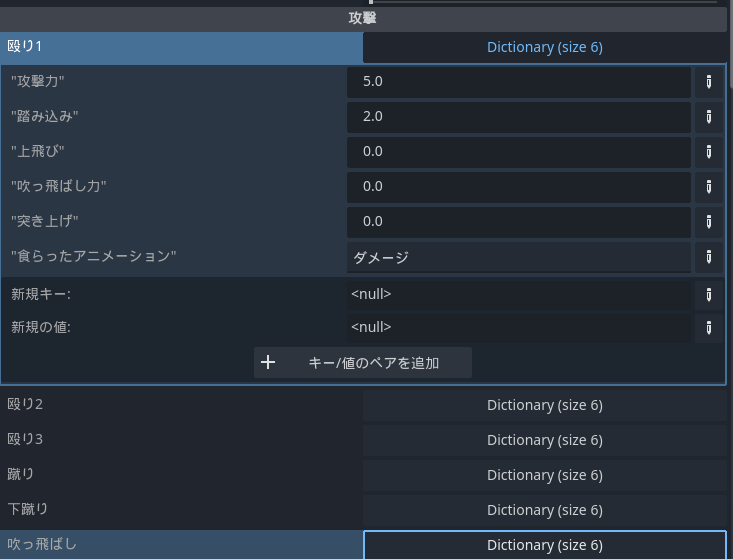 攻撃
殴り1 Dictionary (size 6)
"攻撃力" 5.0
"踏み込み" 2.0
"上飛び" 0.0
"吹っ飛ばし力" 0.0
"突き上げ" 0.0
"食らったアニメーション" ダメージ
新規キー: <null>
新規の値: <null>
キー/値のペアを追加
殴り2 Dictionary (size 6)
殴り3 Dictionary (size 6)
蹴り Dictionary (size 6)
下蹴り Dictionary (size 6)
吹っ飛ばし Dictionary (size 6)